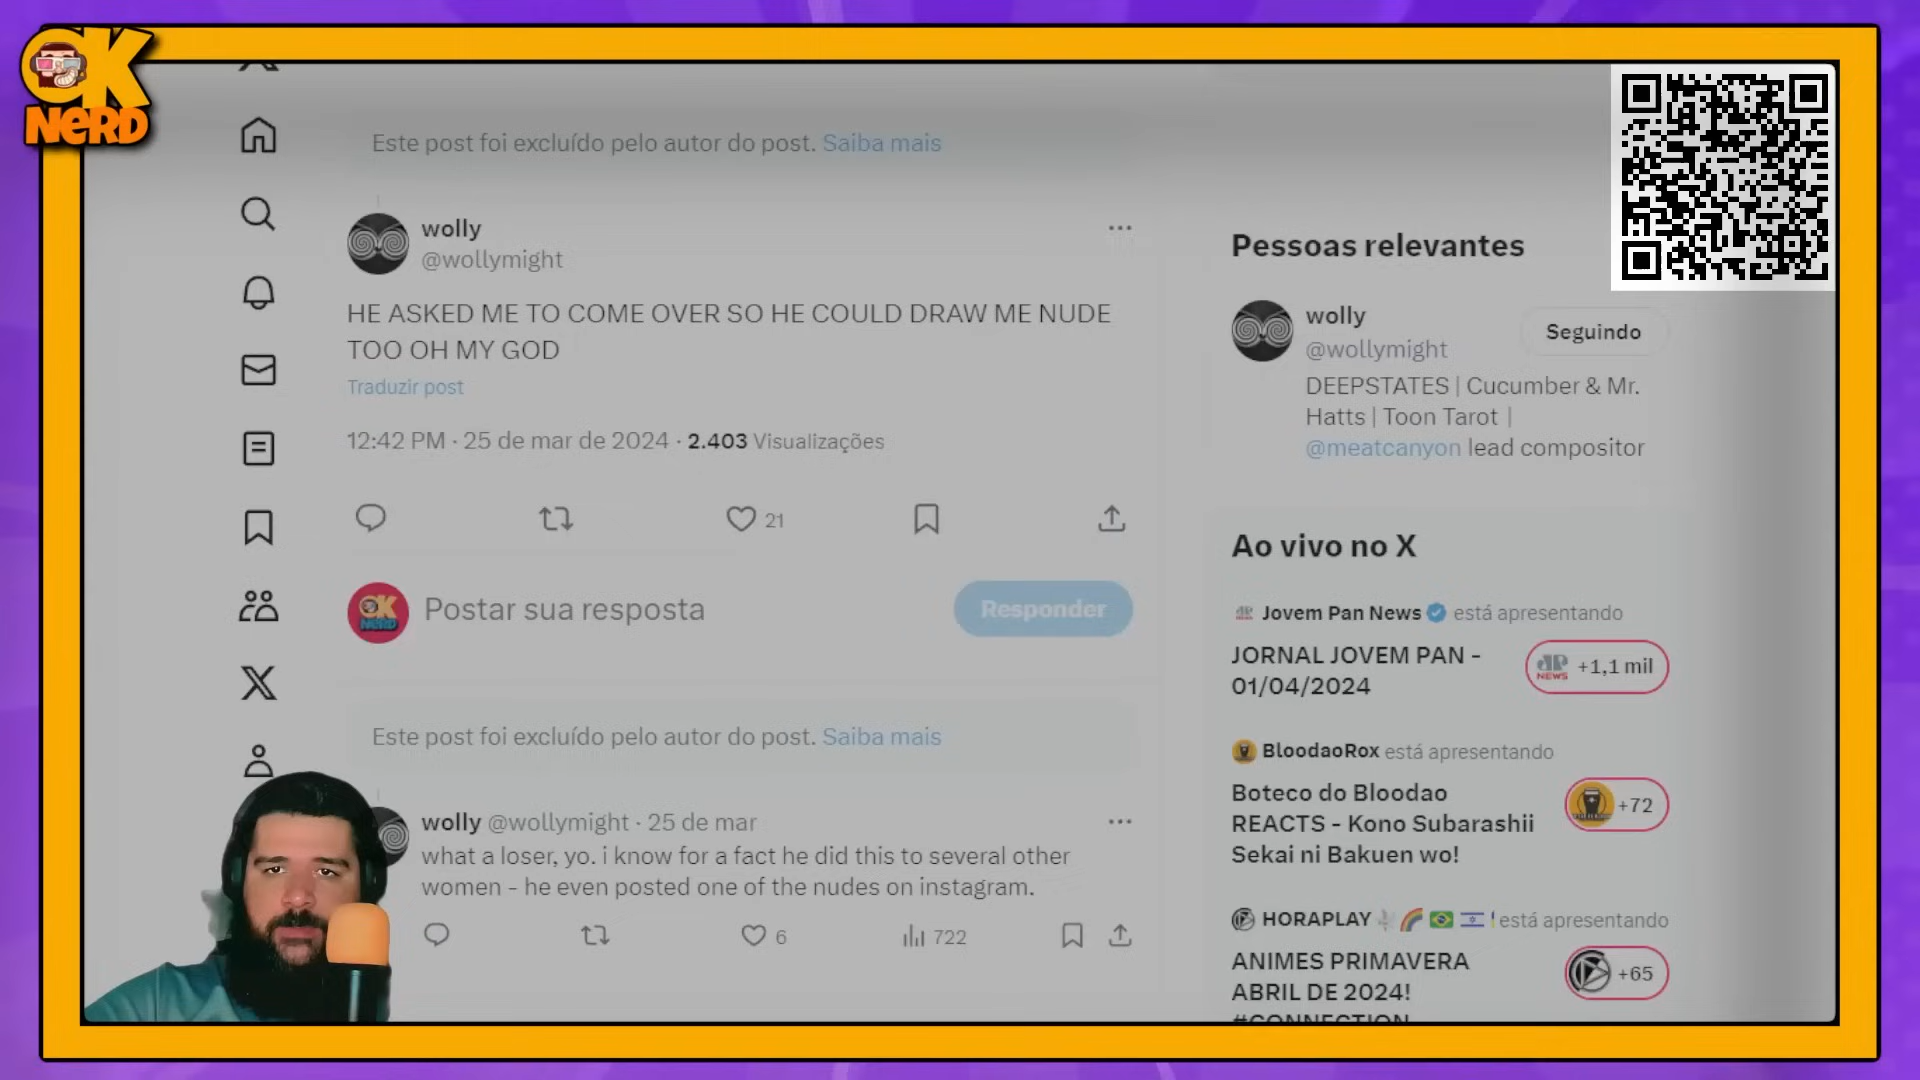 OK
NERD
Este post foi excluído pelo autor do post. Saiba mais
wolly
@wollymight
HE ASKED ME TO COME OVER SO HE COULD DRAW ME NUDE
TOO OH MY GOD
Traduzir post
12:42 PM · 25 de mar de 2024 · 2.403 Visualizações
21
OK
NERD
Postar sua resposta
Responder
Este post foi excluído pelo autor do post. Saiba mais
wolly @wollymight · 25 de mar
what a loser, yo. i know for a fact he did this to several other
women - he even posted one of the nudes on instagram.
6
722
Pessoas relevantes
wolly
@wollymight
Seguindo
DEEPSTATES | Cucumber & Mr.
Hatts | Toon Tarot |
@meatcanyon lead compositor
Ao vivo no X
Jovem Pan News está apresentando
JORNAL JOVEM PAN -
01/04/2024
JP
NEWS
+1,1 mil
BloodaoRox está apresentando
Boteco do Bloodao
REACTS - Kono Subarashii
Sekai ni Bakuen wo!
+72
HORAPLAY está apresentando
ANIMES PRIMAVERA
ABRIL DE 2024!
#CONNECTION
+65